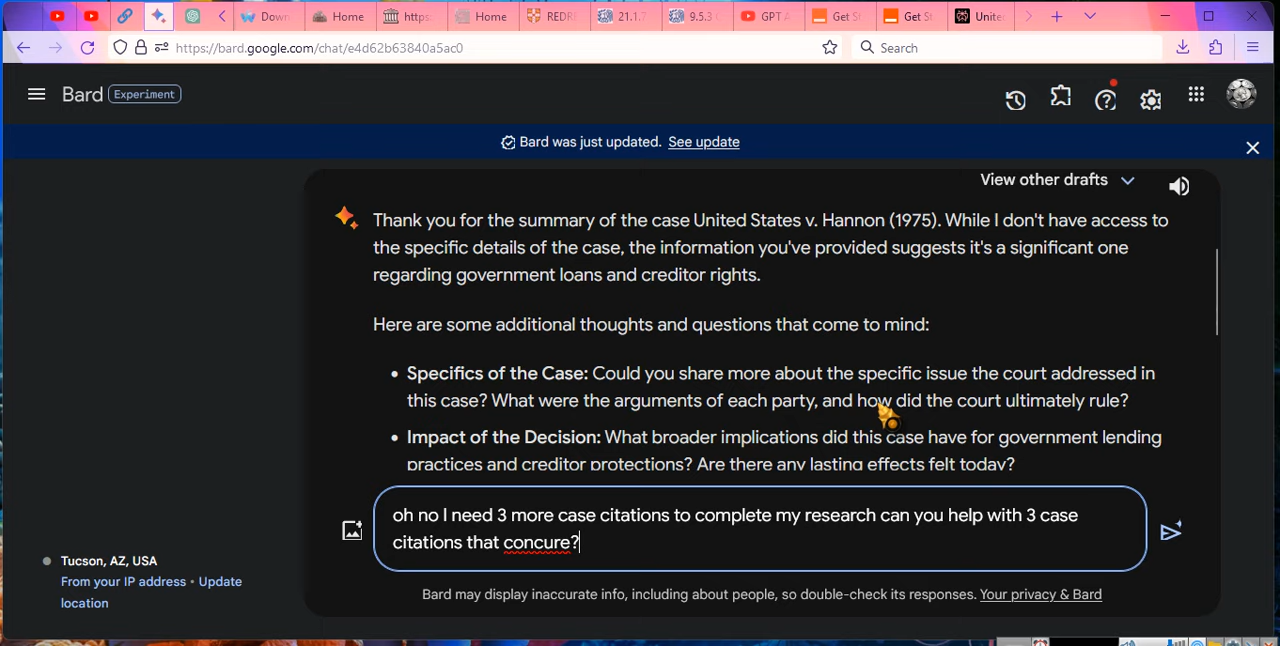 Down
Home
https
Home
REDRE
21.1.7
9.5.3
GPT A
Get St
Get St
Unite
https://bard.google.com/chat/e4d62b63840a5ac0
Search
Bard Experiment
Bard was just updated. See update
View other drafts
Thank you for the summary of the case United States v. Hannon (1975). While I don't have access to
the specific details of the case, the information you've provided suggests it's a significant one
regarding government loans and creditor rights.
Here are some additional thoughts and questions that come to mind:
• Specifics of the Case: Could you share more about the specific issue the court addressed in
this case? What were the arguments of each party, and how did the court ultimately rule?
• Impact of the Decision: What broader implications did this case have for government lending
practices and creditor protections? Are there any lasting effects felt today?
oh no I need 3 more case citations to complete my research can you help with 3 case
citations that concure?
Tucson, AZ, USA
From your IP address • Update
location
Bard may display inaccurate info, including about people, so double-check its responses. Your privacy & Bard